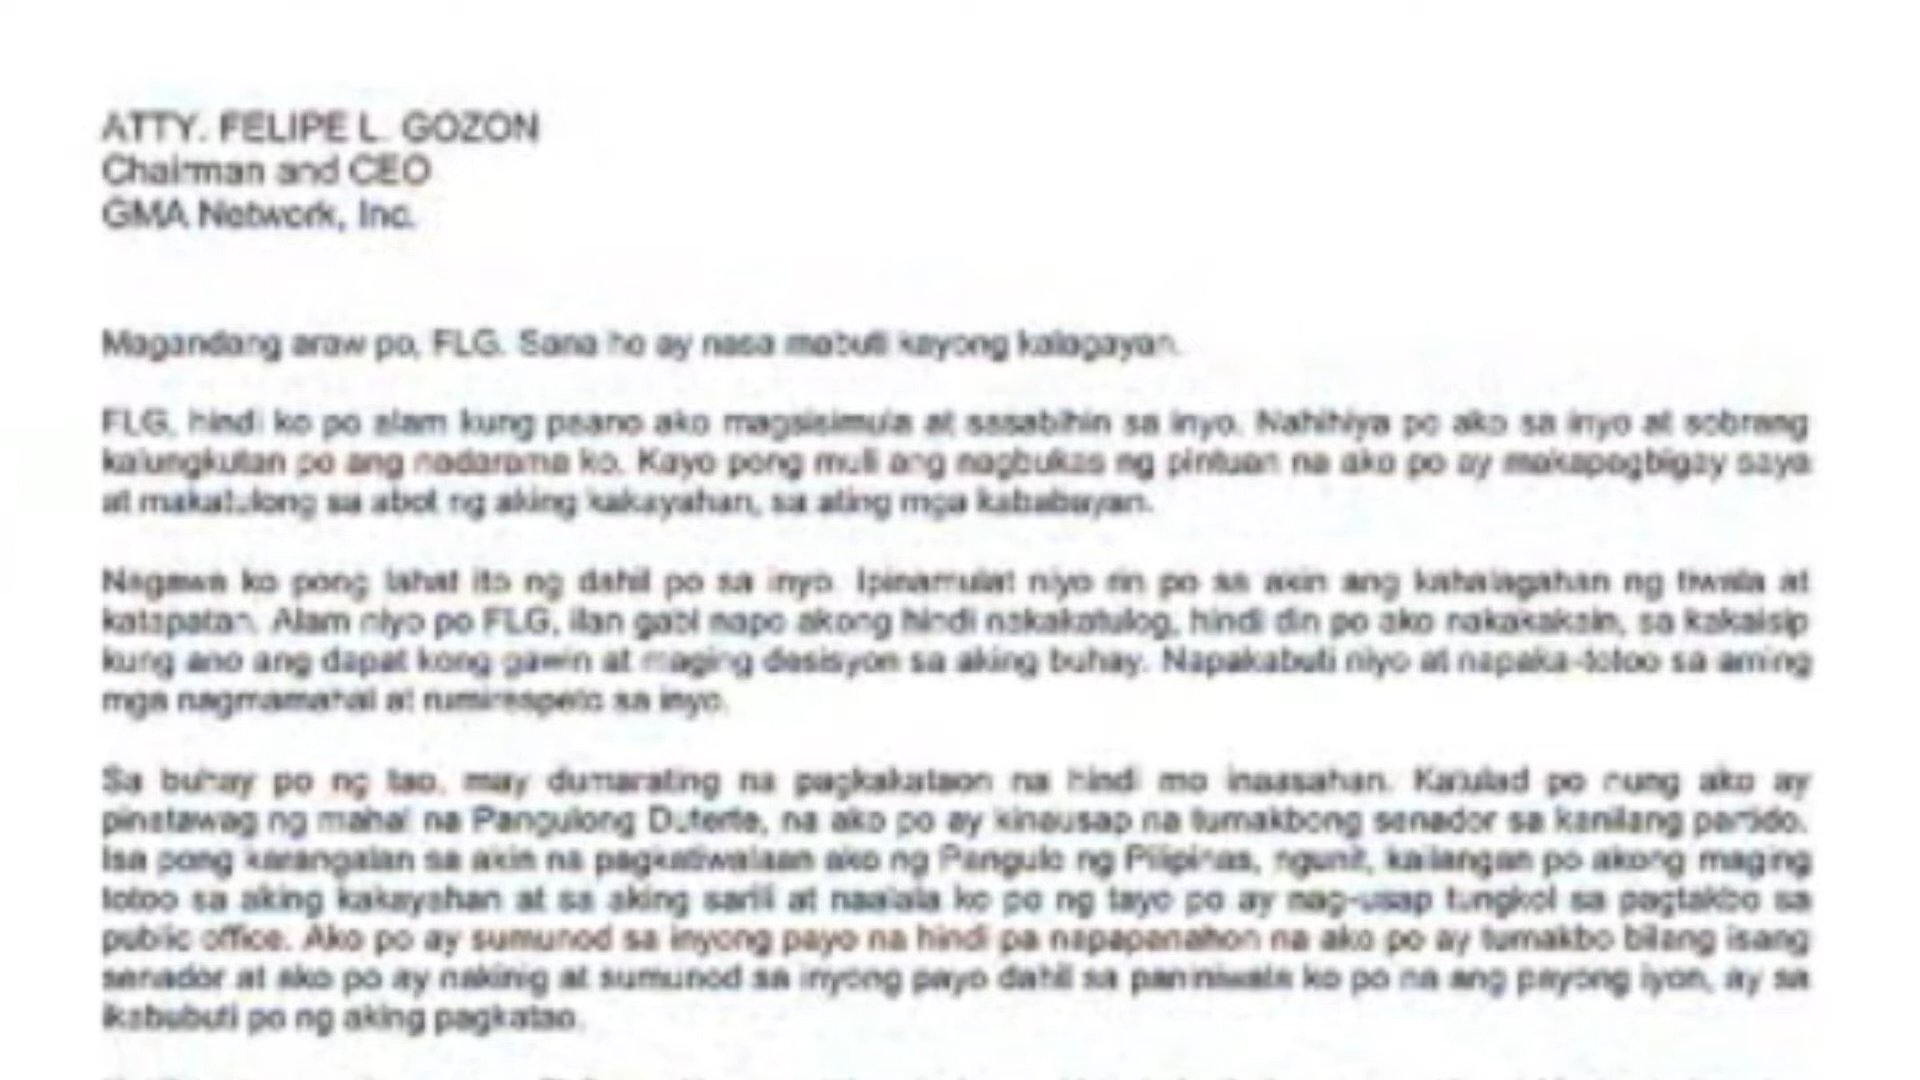 ATTY. FELIPE L. GOZON
Chairman and CEO
GMA Network, Inc.
Magandang araw po, FLG. Sana ho ay nasa mabuti kayong kalagayan.
FLG, hindi ko po alam kung paano ako magsisimula at sasabihin sa inyo. Nahihiya po ako sa inyo at sobrang
kalungkutan po ang nadarama ko. Kayo pong muli ang nagbukas ng pintuan na ako po ay makapagbigay saya
at makatulong sa abot ng aking kakayahan, sa ating mga kababayan.
Nagawa ko pong lahat ito ng dahil po sa inyo. Ipinamulat niyo rin po sa akin ang kahalagahan ng tiwala at
katapatan. Alam niyo po FLG, ilan gabi napo akong hindi nakakatulog, hindi din po ako nakakakain, sa kakaisip
kung ano ang dapat kong gawin at maging desisyon sa aking buhay. Napakabuti niyo at napaka-totoo sa aming
mga nagmamahal at rumirespeto sa inyo.
Sa buhay po ng tao, may dumarating na pagkakataon na hindi mo inaasahan. Katulad po nung ako ay
pinatawag ng mahal na Pangulong Duterte, na ako po ay kinausap na tumakbong senador sa kanilang partido.
Isa pong karangalan sa akin na pagkatiwalaan ako ng Pangulo ng Pilipinas, ngunit, kailangan po akong maging
totoo sa aking kakayahan at sa aking sarili at naalala ko po ng tayo po ay nag-usap tungkol sa pagtakbo sa
public office. Ako po ay sumunod sa inyong payo na hindi pa napapanahon na ako po ay tumakbo bilang isang
senador at ako po ay nakinig at sumunod sa inyong payo dahil sa paniniwala ko po na ang payong iyon, ay sa
ikabubuti po ng aking pagkatao.